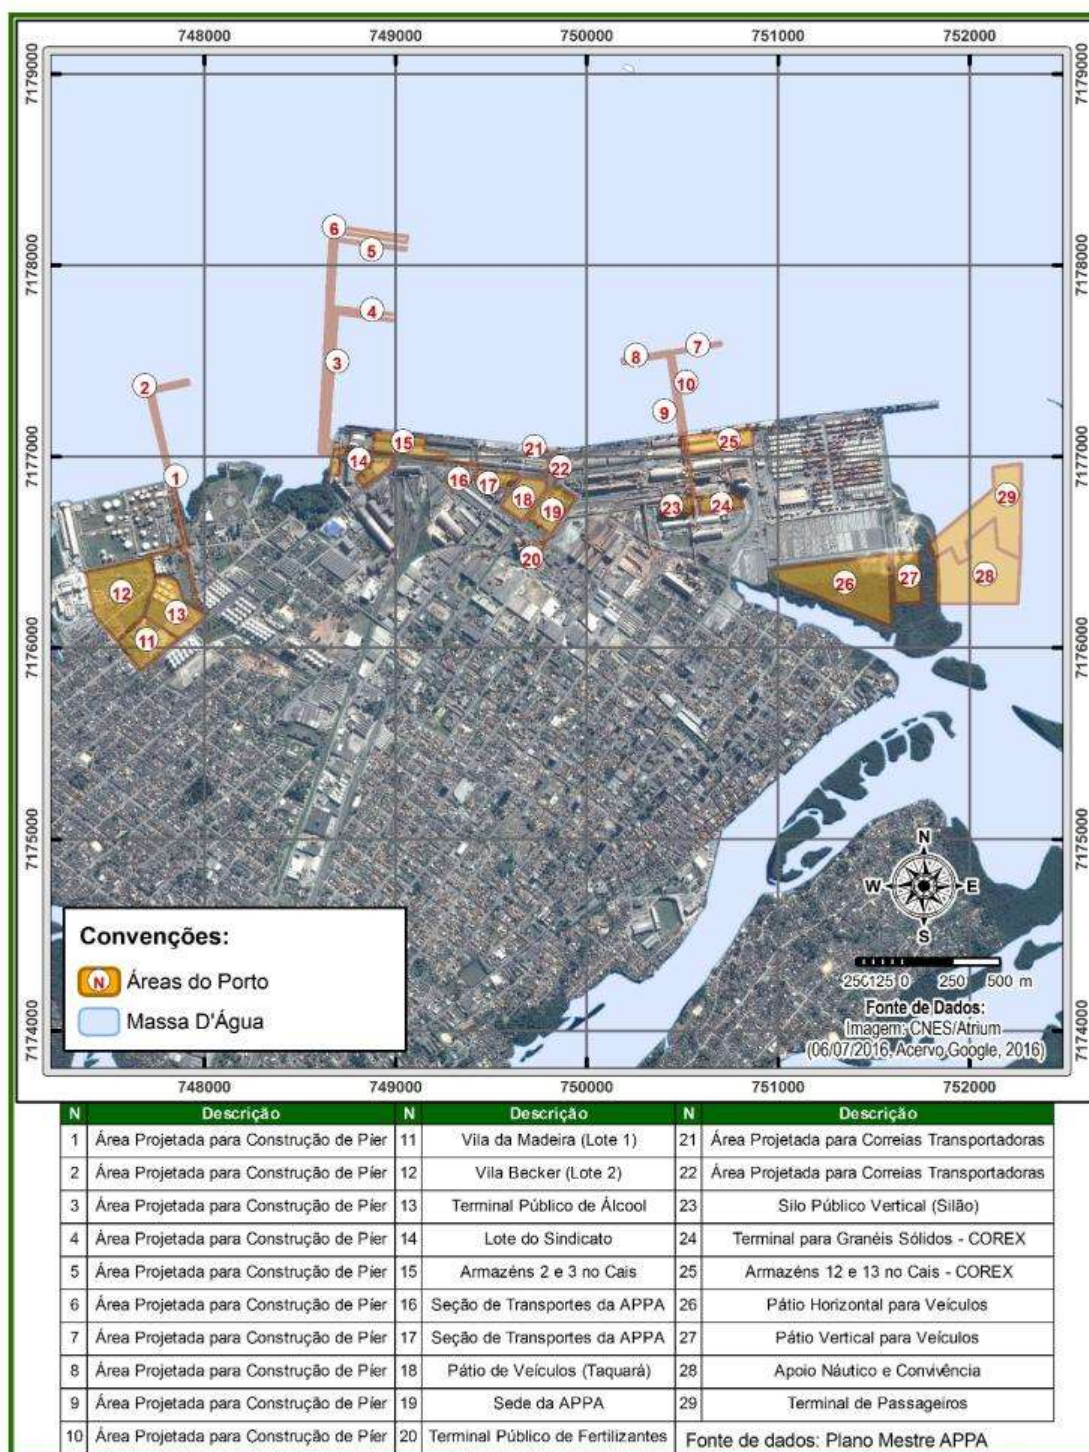 748000 749000 750000 751000 752000
7179000 7179000
6
5
7178000 7178000
4
3
7
8
2
10
9
15
21
25
7177000 7177000
14
22
1
16
17
29
18
23
24
19
20
12
26
27
28
13
11
7176000 7176000
7175000 7175000
N
W E
S
Convenções:
N Áreas do Porto
Massa D'Água
250 125 0 250 500 m
Fonte de Dados:
Imagem: CNES/Atrium
(06/07/2016, Acervo Google, 2016)
7174000 7174000
748000 749000 750000 751000 752000
N Descrição N Descrição N Descrição
1 Área Projetada para Construção de Píer 11 Vila da Madeira (Lote 1) 21 Área Projetada para Correias Transportadoras
2 Área Projetada para Construção de Píer 12 Vila Becker (Lote 2) 22 Área Projetada para Correias Transportadoras
3 Área Projetada para Construção de Píer 13 Terminal Público de Álcool 23 Silo Público Vertical (Silão)
4 Área Projetada para Construção de Píer 14 Lote do Sindicato 24 Terminal para Granéis Sólidos - COREX
5 Área Projetada para Construção de Píer 15 Armazéns 2 e 3 no Cais 25 Armazéns 12 e 13 no Cais - COREX
6 Área Projetada para Construção de Píer 16 Seção de Transportes da APPA 26 Pátio Horizontal para Veículos
7 Área Projetada para Construção de Píer 17 Seção de Transportes da APPA 27 Pátio Vertical para Veículos
8 Área Projetada para Construção de Píer 18 Pátio de Veículos (Taquará) 28 Apoio Náutico e Convivência
9 Área Projetada para Construção de Píer 19 Sede da APPA 29 Terminal de Passageiros
10 Área Projetada para Construção de Píer 20 Terminal Público de Fertilizantes Fonte de dados: Plano Mestre APPA